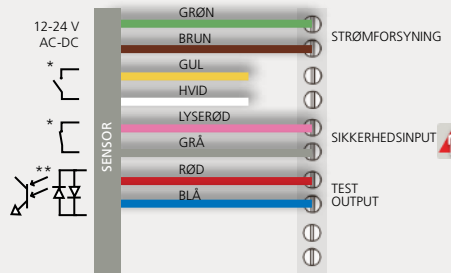 12-24 V
AC-DC
*
*
**
SENSOR
GRØN
BRUN
GUL
HVID
LYSERØD
GRÅ
RØD
BLÅ
STRØMFORSYNING
SIKKERHEDSINPUT
TEST
OUTPUT